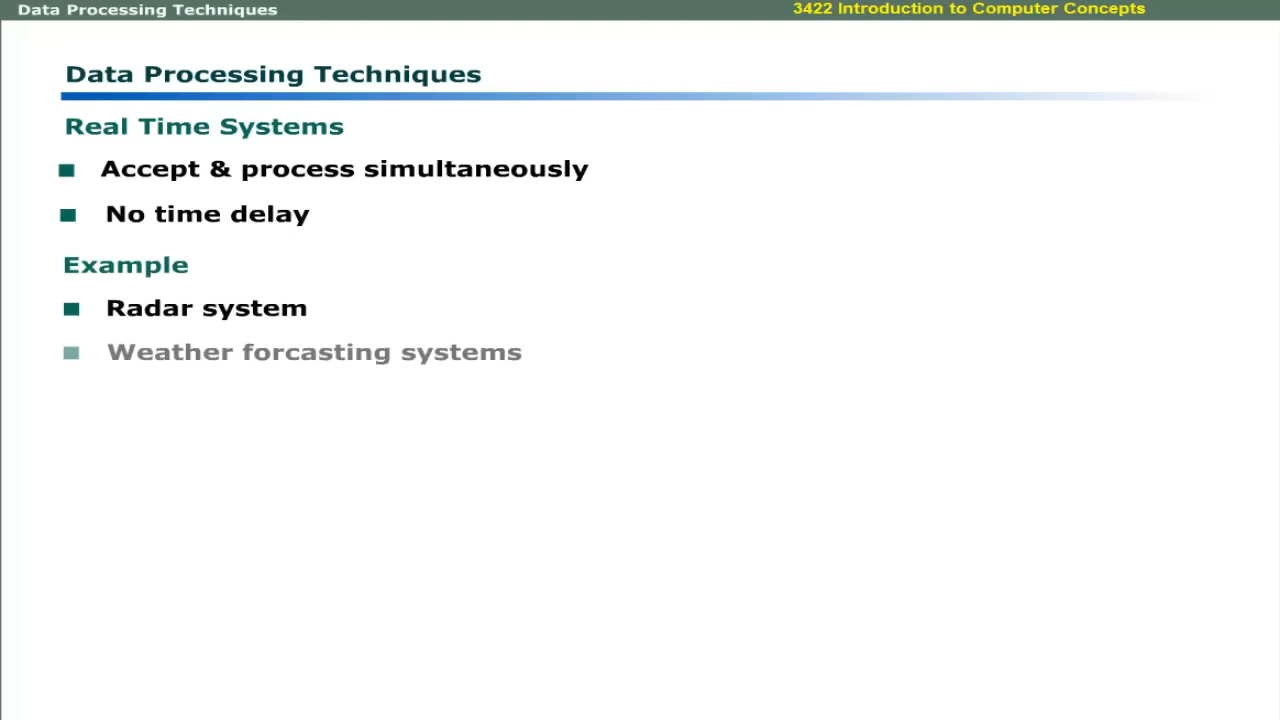 Data Processing Techniques
3422 Introduction to Computer Concepts
Data Processing Techniques
Real Time Systems
Accept & process simultaneously
No time delay
Example
Radar system
Weather forcasting systems